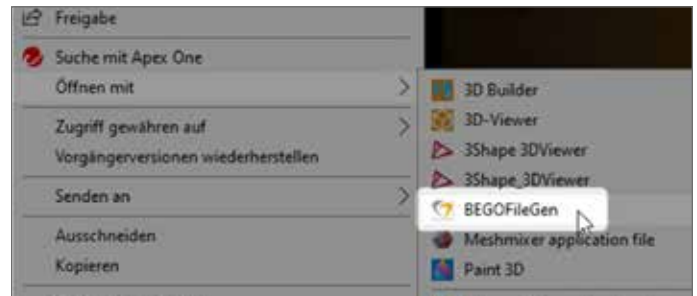 Freigabe
Suche mit Apex One
Öffnen mit
Zugriff gewähren auf
Vorgängerversionen wiederherstellen
Senden an
Ausschneiden
Kopieren
3D Builder
3D-Viewer
3Shape 3DViewer
3Shape_3DViewer
BEGOFileGen
Meshmixer application file
Paint 3D